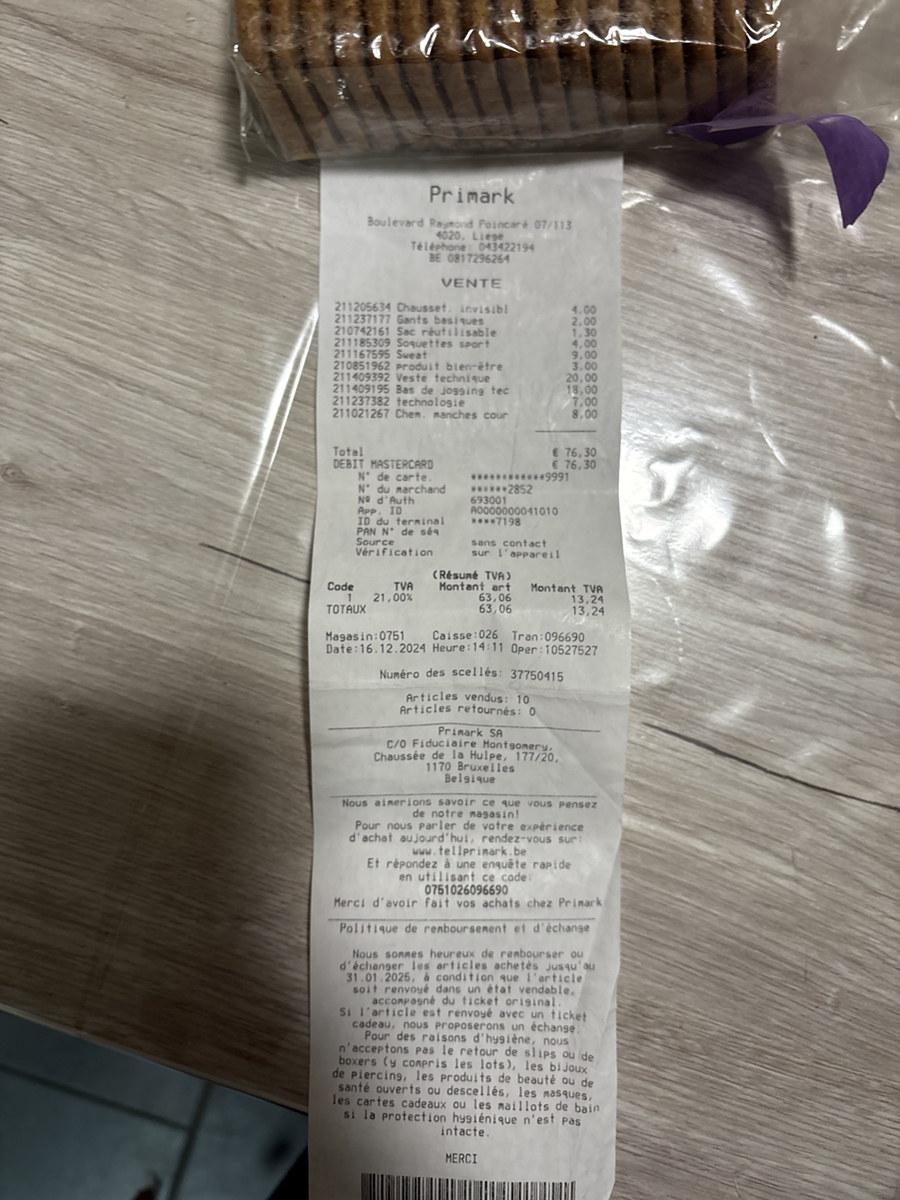 Primark
Boulevard Raymond Poincaré 07/113
4020, Liege
Téléphone: 043422194
BE 0817296264
VENTE
211205634 Chausset. invisibl 4,00
211237177 Gants basiques 2,00
210742161 Sac réutilisable 1,30
211185309 Soquettes sport 4,00
211167595 Sweat 9,00
210851962 produit bien-être 3,00
211409392 Veste technique 20,00
211409195 Bas de jogging tec 18,00
211237382 technologie 7,00
211021267 Chem. manches cour 8,00
Total € 76,30
DEBIT MASTERCARD € 76,30
N° de carte. ************9991
N° du marchand ******2852
Nº d'Auth 693001
App. ID A0000000041010
ID du terminal ****7198
PAN N° de séq
Source sans contact
Vérification sur l'appareil
(Résumé TVA)
Code TVA Montant art Montant TVA
1 21,00% 63,06 13,24
TOTAUX 63,06 13,24
Magasin:0751 Caisse:026 Tran:096690
Date:16.12.2024 Heure:14:11 Oper:10527527
Numéro des scellés: 37750415
Articles vendus: 10
Articles retournés: 0
Primark SA
C/O Fiduciaire Montgomery,
Chaussée de la Hulpe, 177/20,
1170 Bruxelles
Belgique
Nous aimerions savoir ce que vous pensez
de notre magasin!
Pour nous parler de votre expérience
d'achat aujourd'hui, rendez-vous sur:
www.tellprimark.be
Et répondez à une enquête rapide
en utilisant ce code:
0751026096690
Merci d'avoir fait vos achats chez Primark
Politique de remboursement et d'échange
Nous sommes heureux de rembourser ou
d'échanger les articles achetés jusqu'au
31.01.2025, à condition que l'article
soit renvoyé dans un état vendable,
accompagné du ticket original.
Si l'article est renvoyé avec un ticket
cadeau, nous proposerons un échange.
Pour des raisons d'hygiène, nous
n'acceptons pas le retour de slips ou de
boxers (y compris les lots), les bijoux
de piercing, les produits de beauté ou de
santé ouverts ou descellés, les masques,
les cartes cadeaux ou les maillots de bain
si la protection hygiénique n'est pas
intacte.
MERCI